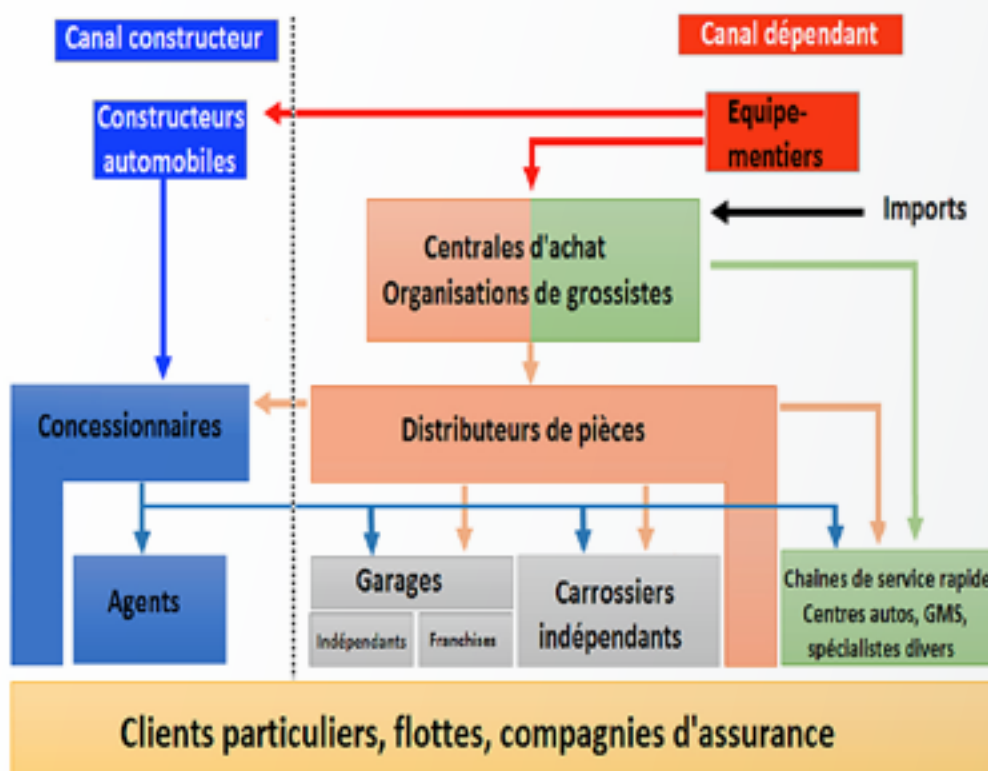 Canal constructeur
Canal dépendant
Constructeurs
automobiles
Equipe-
mentiers
Imports
Centrales d'achat
Organisations de grossistes
Concessionnaires
Distributeurs de pièces
Agents
Garages
Indépendants
Franchises
Carrossiers
indépendants
Chaînes de service rapide
Centres autos, GMS,
spécialistes divers
Clients particuliers, flottes, compagnies d'assurance